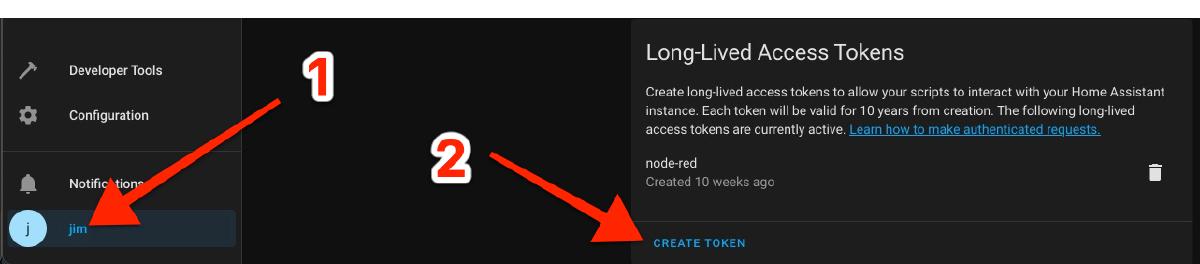 Developer Tools
Configuration
Notifications
j
jim
1
2
Long-Lived Access Tokens
Create long-lived access tokens to allow your scripts to interact with your Home Assistant
instance. Each token will be valid for 10 years from creation. The following long-lived
access tokens are currently active. Learn how to make authenticated requests.
node-red
Created 10 weeks ago
CREATE TOKEN